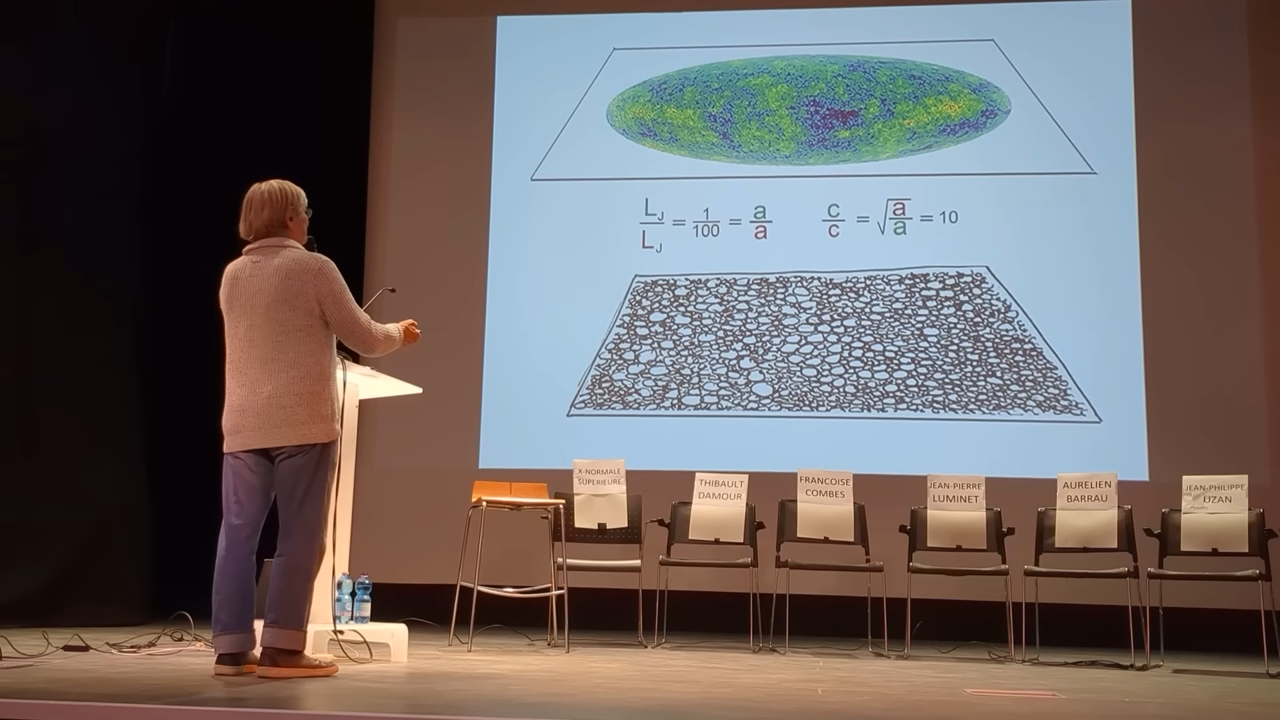 L_J / L_J = 1/100 = a/a
c/c = √(a/a) = 10
X-NORMALE
SUPERIEURE
THIBAULT
DAMOUR
FRANCOISE
COMBES
JEAN-PIERRE
LUMINET
AURELIEN
BARRAU
JEAN-PHILIPPE
UZAN